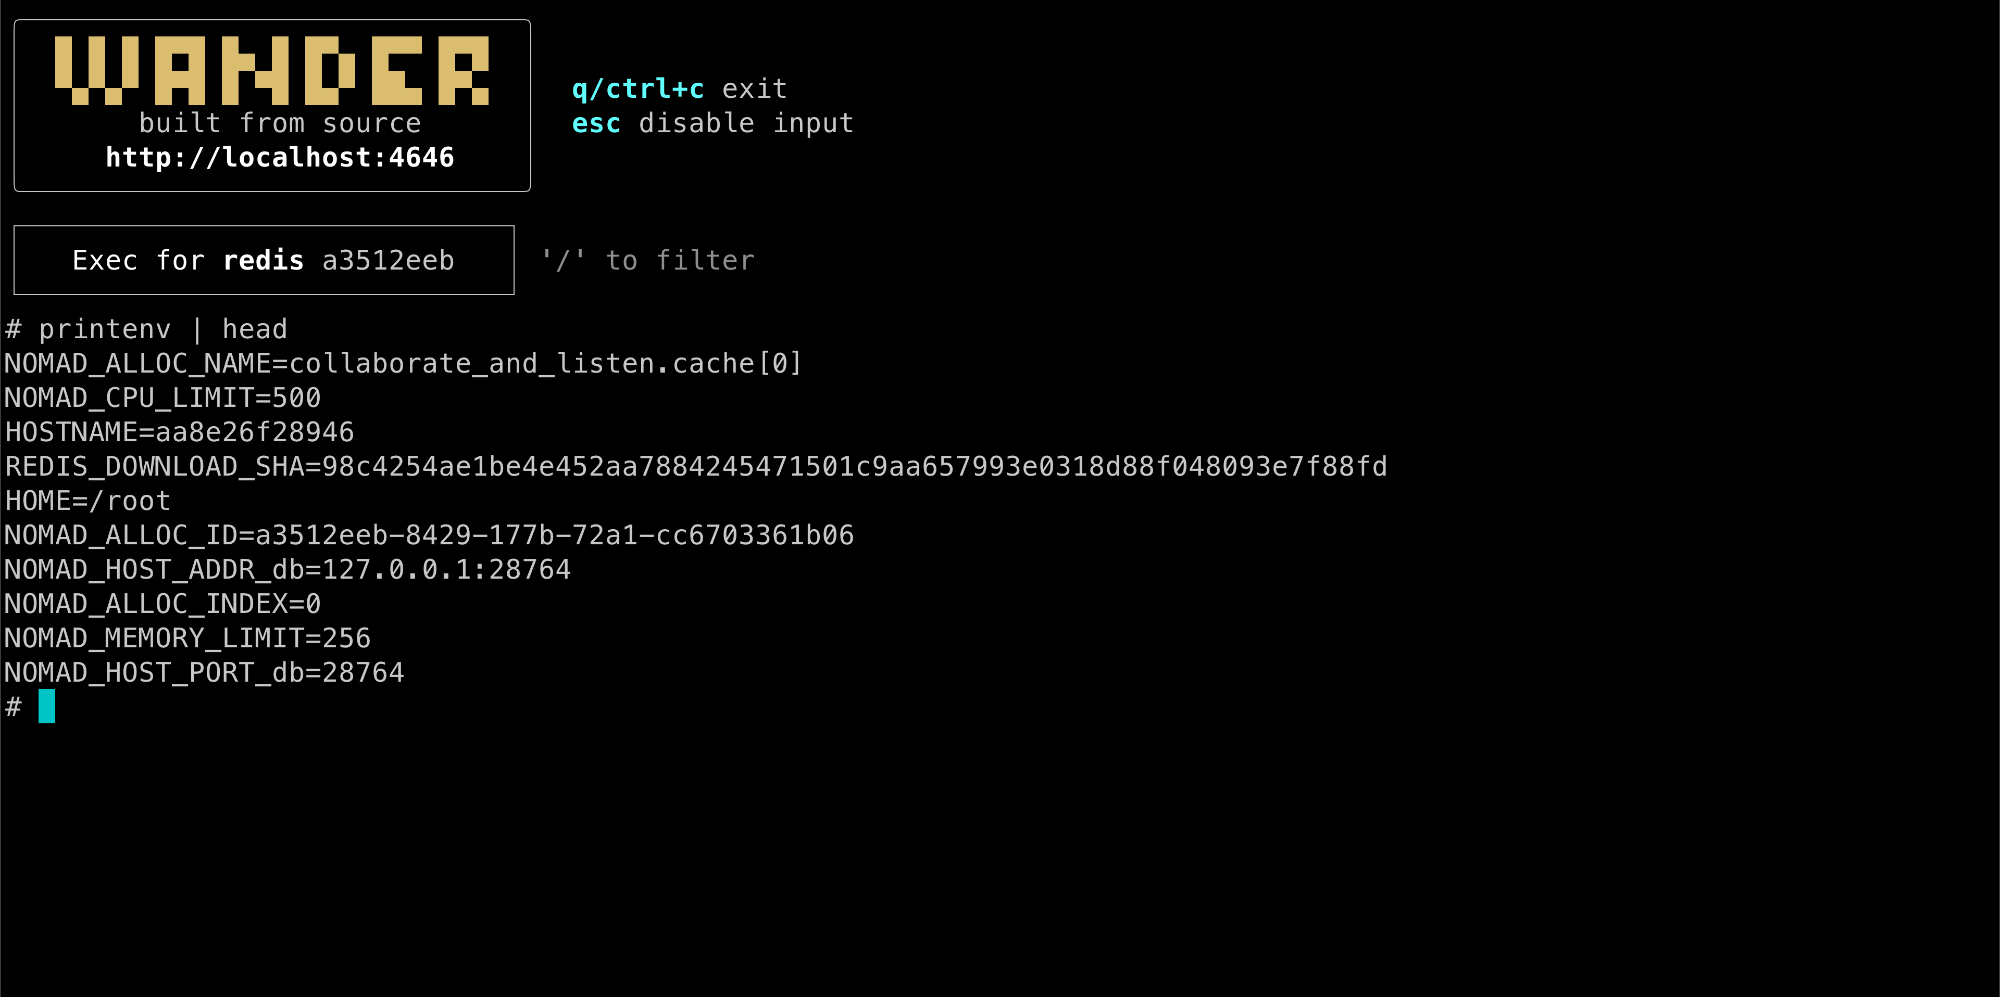 WANDER
built from source
http://localhost:4646
q/ctrl+c exit
esc disable input
Exec for redis a3512eeb
'/' to filter
# printenv | head
NOMAD_ALLOC_NAME=collaborate_and_listen.cache[0]
NOMAD_CPU_LIMIT=500
HOSTNAME=aa8e26f28946
REDIS_DOWNLOAD_SHA=98c4254ae1be4e452aa7884245471501c9aa657993e0318d88f048093e7f88fd
HOME=/root
NOMAD_ALLOC_ID=a3512eeb-8429-177b-72a1-cc6703361b06
NOMAD_HOST_ADDR_db=127.0.0.1:28764
NOMAD_ALLOC_INDEX=0
NOMAD_MEMORY_LIMIT=256
NOMAD_HOST_PORT_db=28764
#